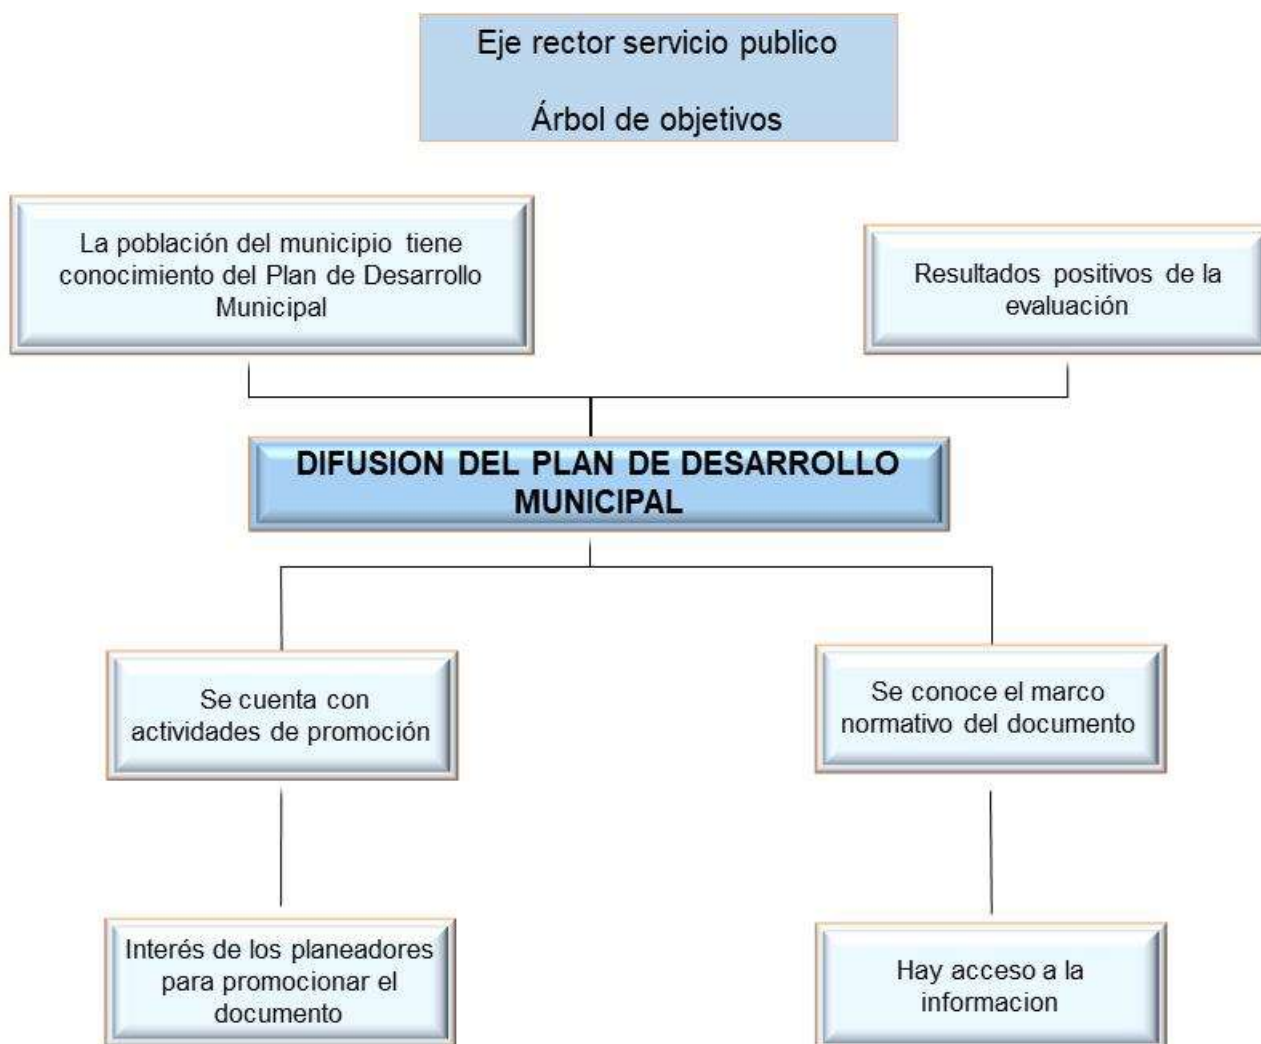 Eje rector servicio publico
Árbol de objetivos
La población del municipio tiene
conocimiento del Plan de Desarrollo
Municipal
Resultados positivos de la
evaluación
DIFUSION DEL PLAN DE DESARROLLO
MUNICIPAL
Se cuenta con
actividades de promoción
Se conoce el marco
normativo del documento
Interés de los planeadores
para promocionar el
documento
Hay acceso a la
informacion